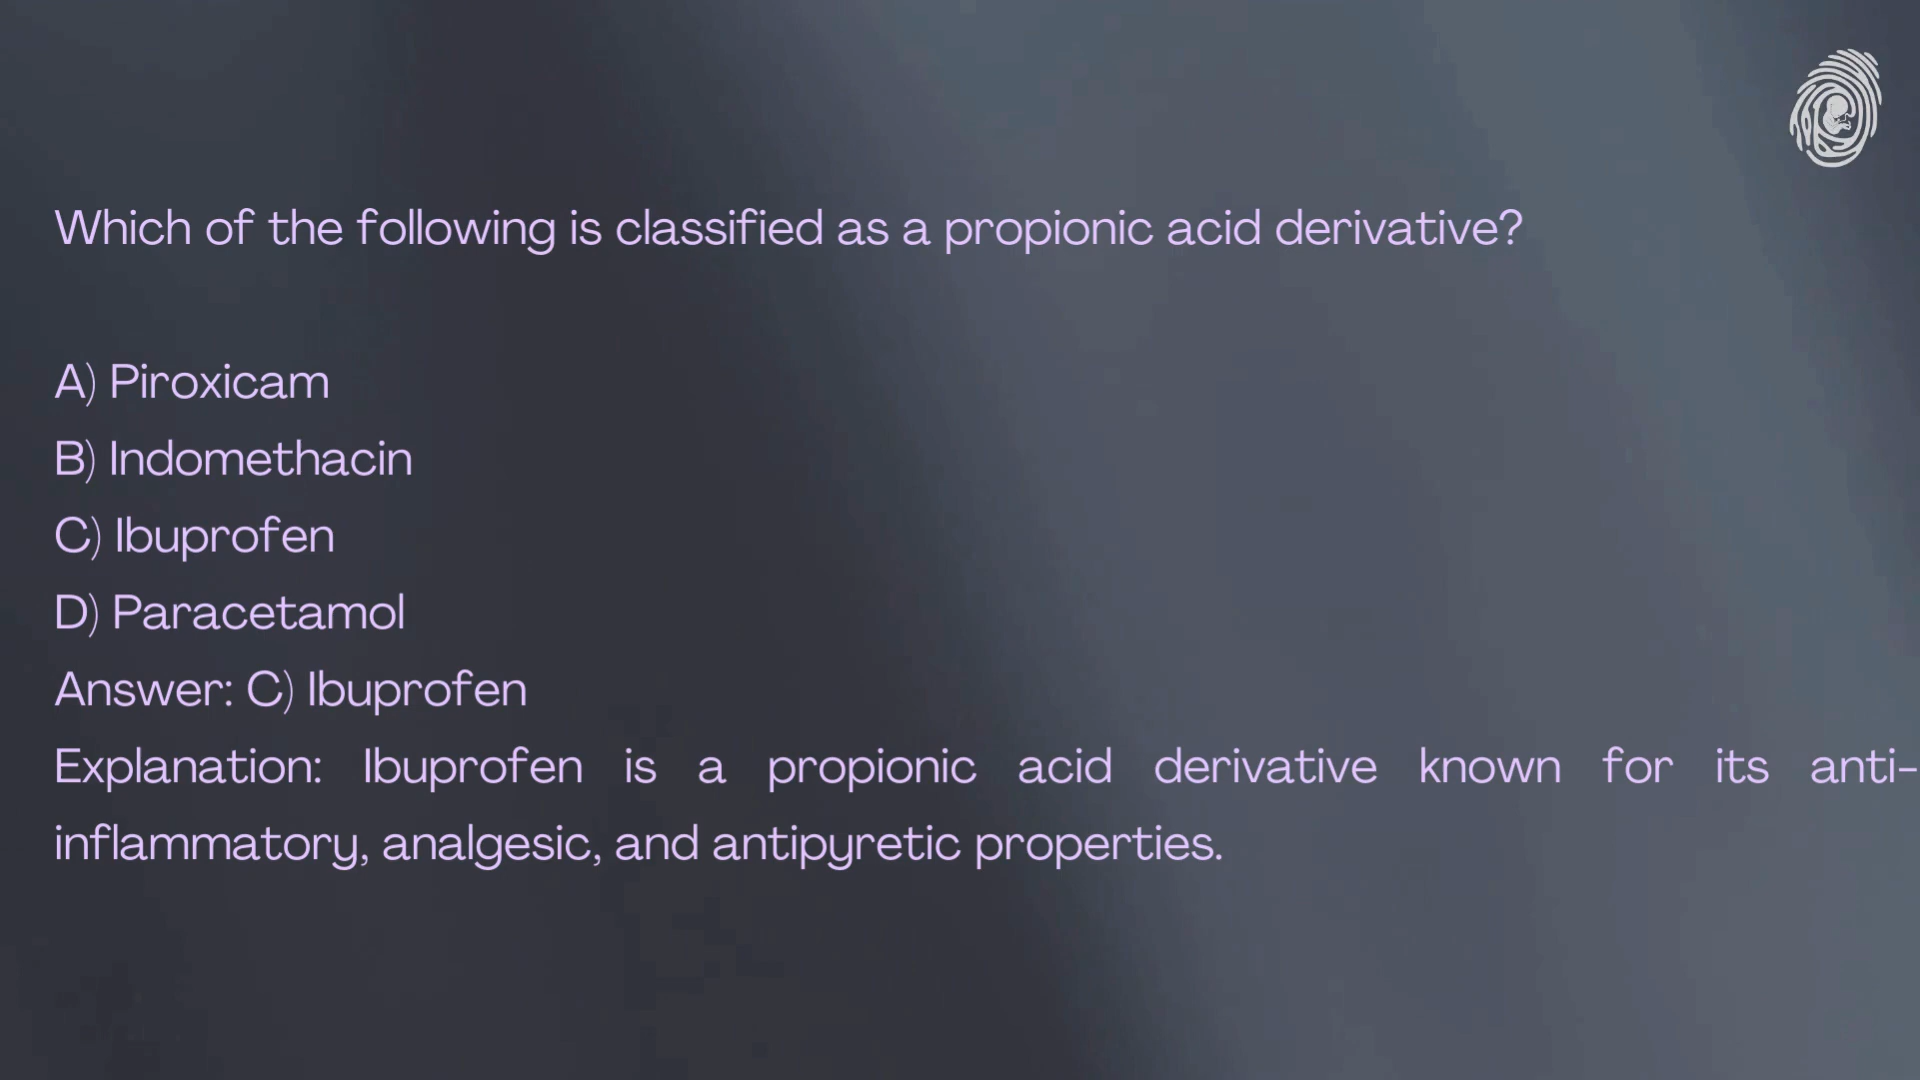 Which of the following is classified as a propionic acid derivative?
A) Piroxicam
B) Indomethacin
C) Ibuprofen
D) Paracetamol
Answer: C) Ibuprofen
Explanation: Ibuprofen is a propionic acid derivative known for its anti-
inflammatory, analgesic, and antipyretic properties.